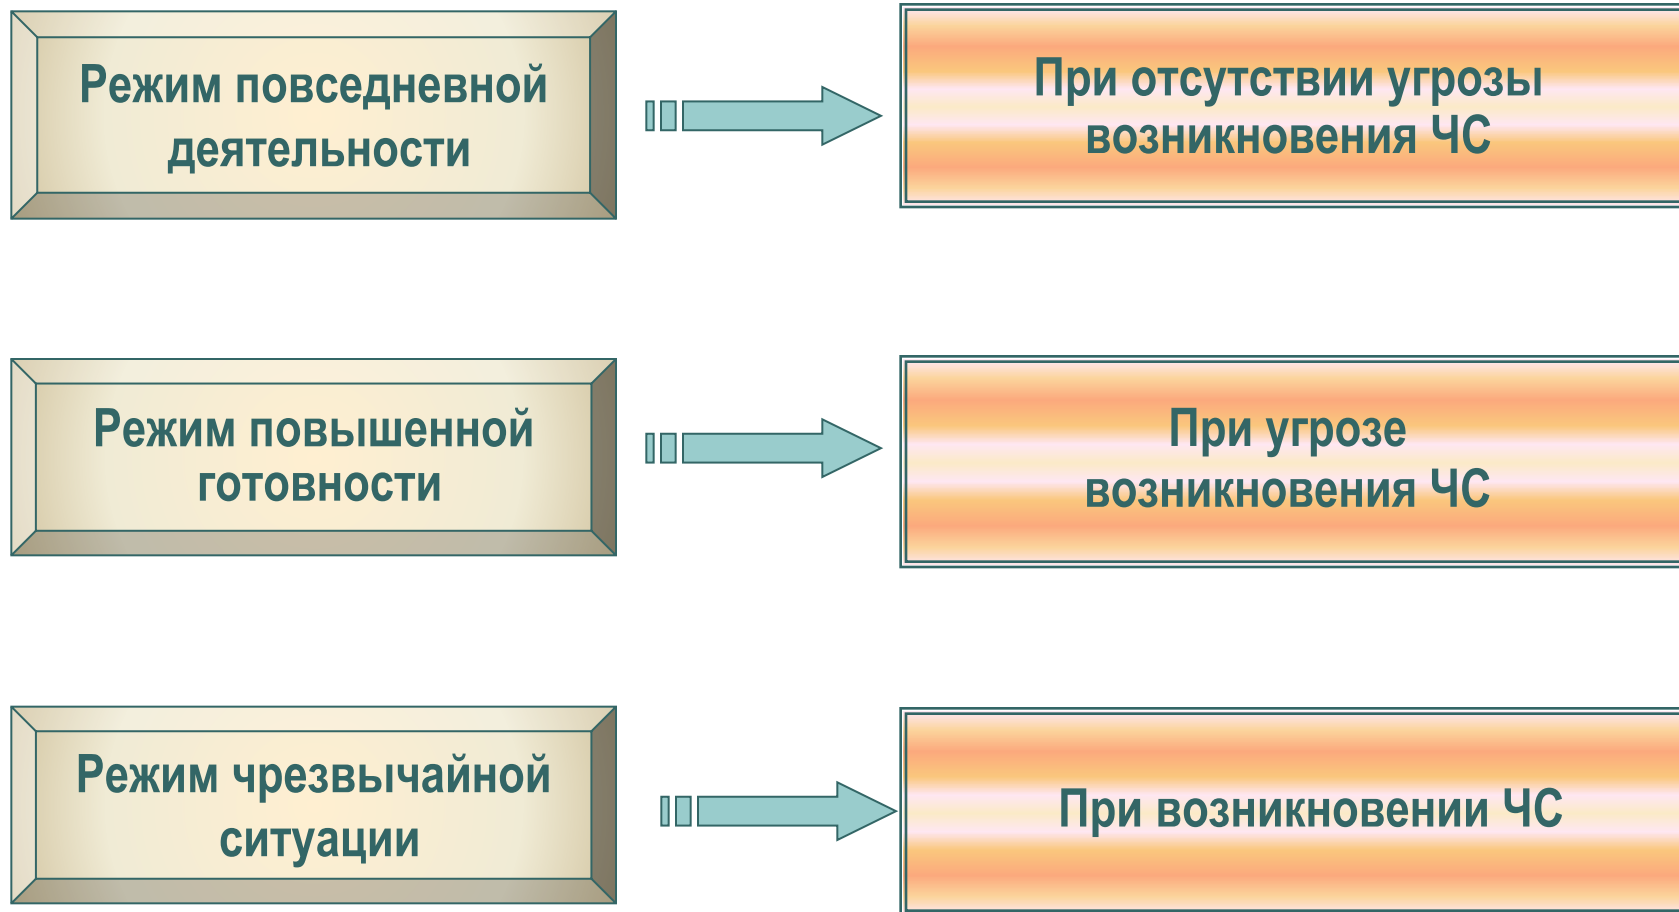 Режим повседневной
деятельности
При отсутствии угрозы
возникновения ЧС
Режим повышенной
готовности
При угрозе
возникновения ЧС
Режим чрезвычайной
ситуации
При возникновении ЧС